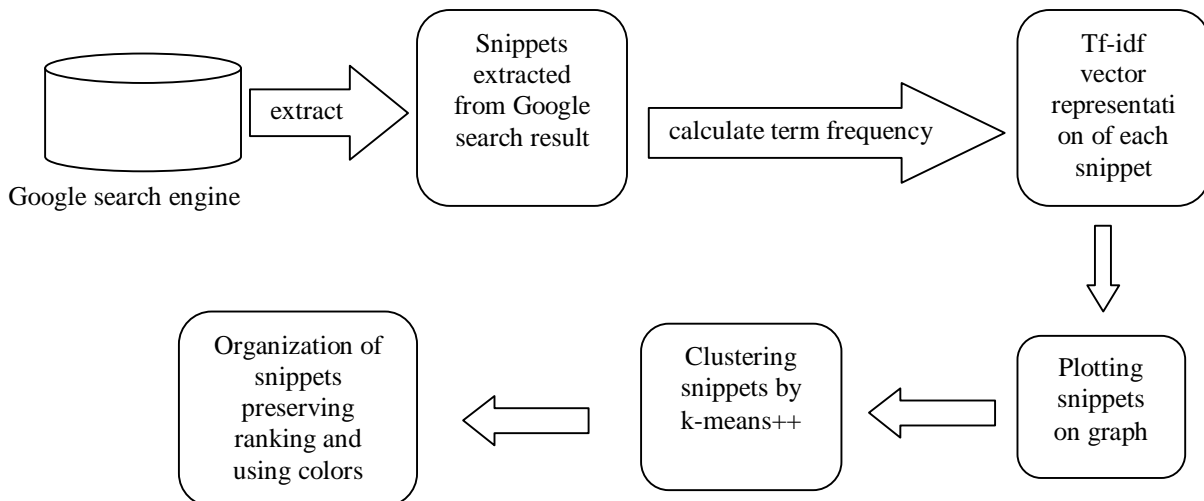 Google search engine
extract
Snippets
extracted
from Google
search result
calculate term frequency
Tf-idf
vector
representati
on of each
snippet
Plotting
snippets
on graph
Clustering
snippets by
k-means++
Organization of
snippets
preserving
ranking and
using colors